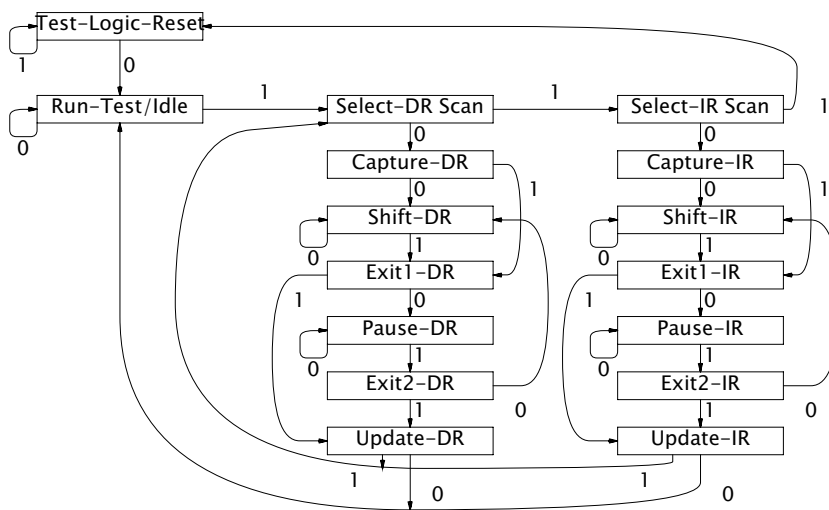 Test-Logic-Reset
1
0
Run-Test/Idle
1
Select-DR Scan
1
Select-IR Scan
1
0
0
0
Capture-DR
Capture-IR
0
1
0
1
Shift-DR
Shift-IR
0
1
0
1
Exit1-DR
Exit1-IR
1
0
1
0
Pause-DR
Pause-IR
0
1
0
1
Exit2-DR
Exit2-IR
1
0
1
0
Update-DR
Update-IR
1
0
1
0